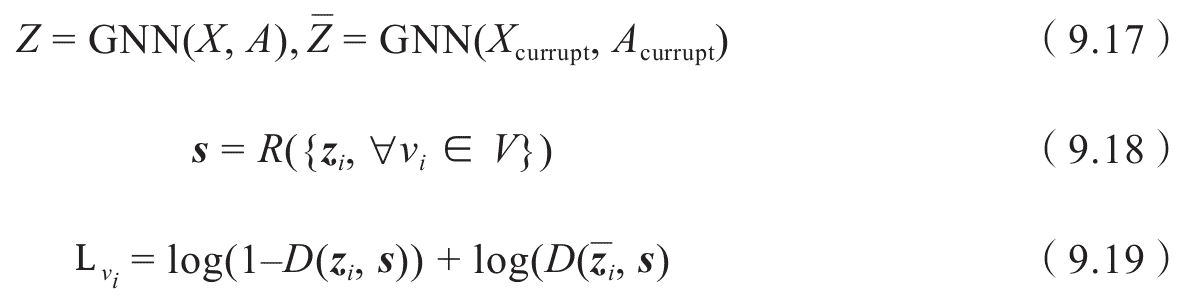 Z = GNN(X, A), Z̅ = GNN(X_currupt, A_currupt) （9.17）
s = R({z_i, ∀v_i ∈ V}) （9.18）
L_{v_i} = log(1–D(z_i, s)) + log(D(z̅_i, s) （9.19）